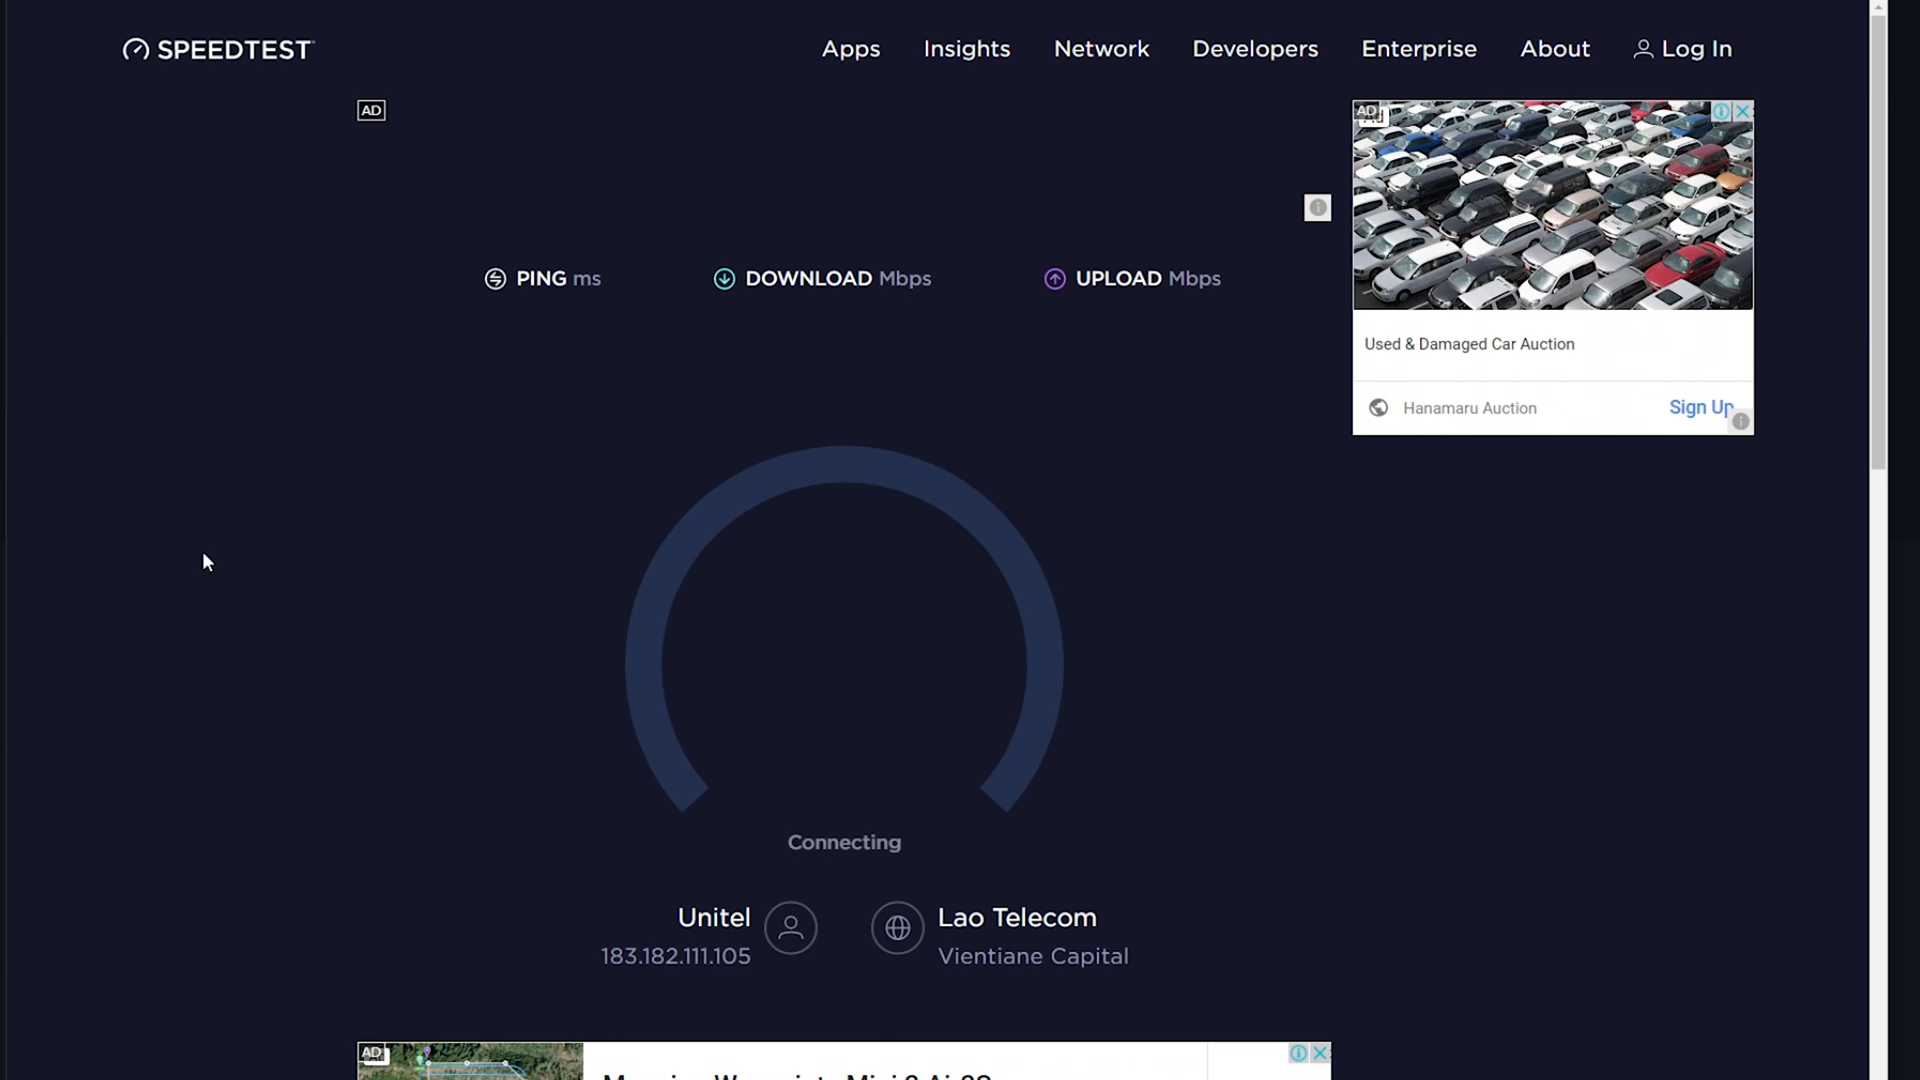 SPEEDTEST
Apps
Insights
Network
Developers
Enterprise
About
Log In
AD
AD
PING ms
DOWNLOAD Mbps
UPLOAD Mbps
Used & Damaged Car Auction
Hanamaru Auction
Sign Up
Connecting
Unitel
183.182.111.105
Lao Telecom
Vientiane Capital
AD